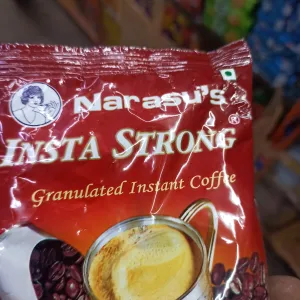 Narasu's
®
INSTA STRONG
Granulated Instant Coffee